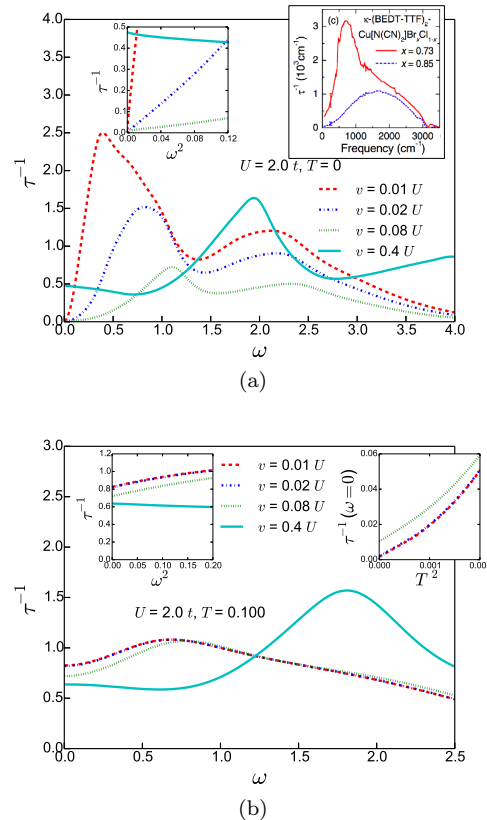 (c) κ-(BEDT-TTF)₂-
Cu[N(CN)₂]BrₓCl₁₋ₓ
x = 0.73
x = 0.85
τ⁻¹ (10³cm⁻¹)
3
2
1
0
0 1000 2000 3000
Frequency (cm⁻¹)
τ⁻¹
0.5
0.4
0.3
0.2
0.1
0.0
0.00 0.04 0.08 0.12
ω²
τ⁻¹
4.0
3.5
3.0
2.5
2.0
1.5
1.0
0.5
0.0
U = 2.0 t, T = 0
v = 0.01 U
v = 0.02 U
v = 0.08 U
v = 0.4 U
0.0 0.5 1.0 1.5 2.0 2.5 3.0 3.5 4.0
ω
(a)
τ⁻¹
3.0
2.5
2.0
1.5
1.0
0.5
0.0
τ⁻¹
1.2
1.0
0.8
0.6
0.4
0.2
0.0
0.00 0.05 0.10 0.15 0.20
ω²
v = 0.01 U
v = 0.02 U
v = 0.08 U
v = 0.4 U
τ⁻¹(ω=0)
0.06
0.04
0.02
0.00
0.000 0.001 0.00
T²
U = 2.0 t, T = 0.100
0.0 0.5 1.0 1.5 2.0 2.5
ω
(b)